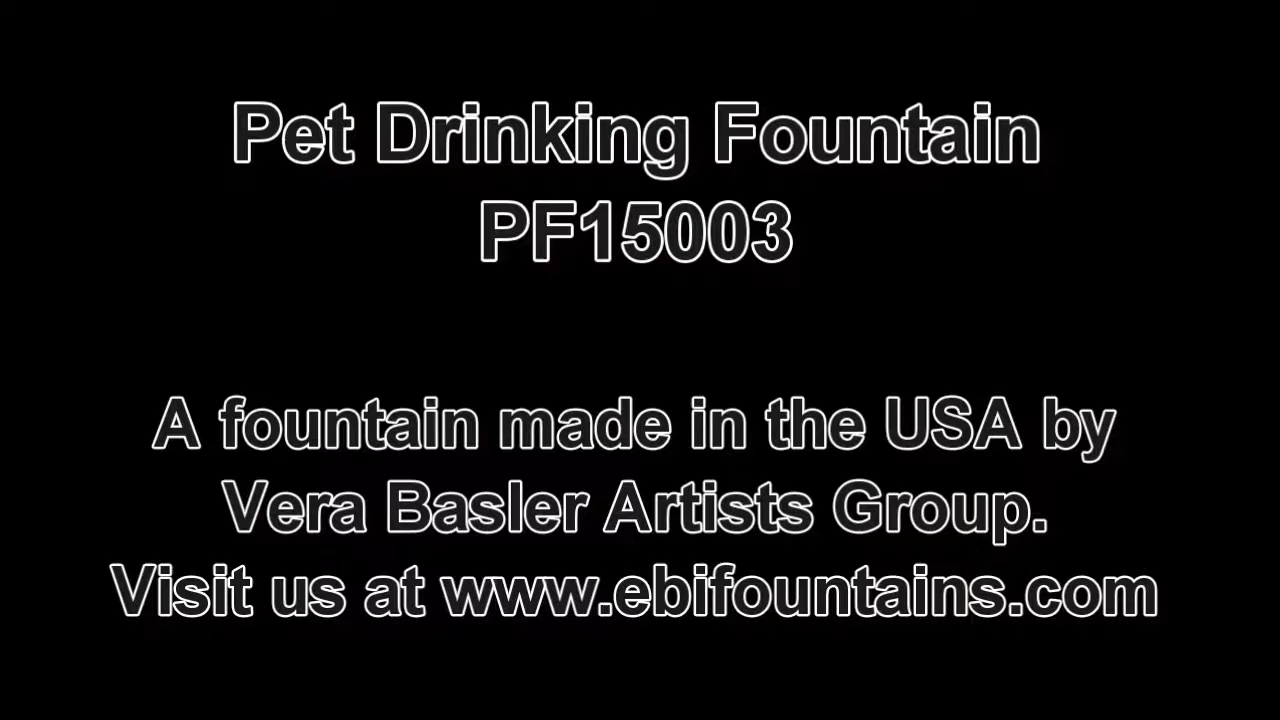 Pet Drinking Fountain
PF15003
A fountain made in the USA by
Vera Basler Artists Group.
Visit us at www.ebifountains.com